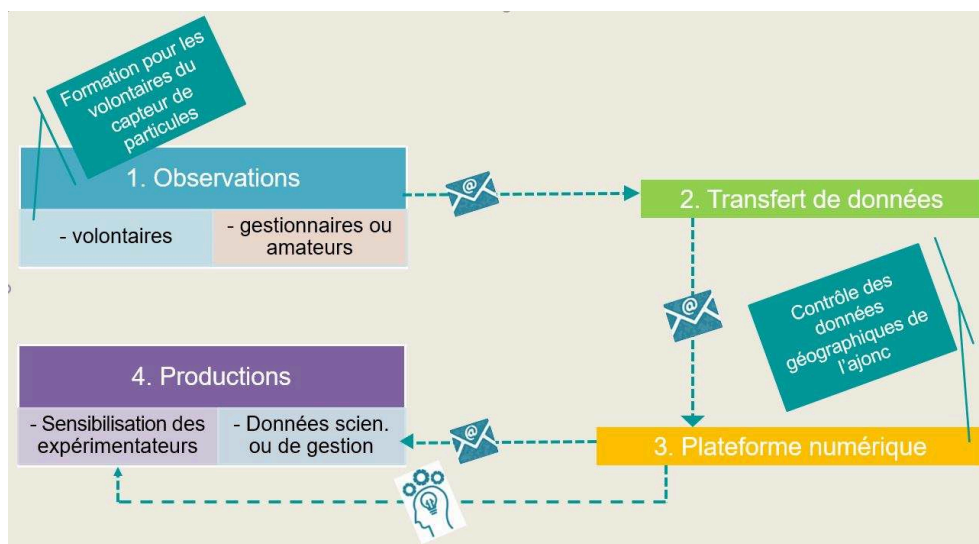 Formation pour les
volontaires du
capteur de
particules
1. Observations
- volontaires
- gestionnaires ou
amateurs
@
2. Transfert de données
@
Contrôle des
données
géographiques de
l'ajonc
4. Productions
- Sensibilisation des
expérimentateurs
- Données scien.
ou de gestion
@
3. Plateforme numérique